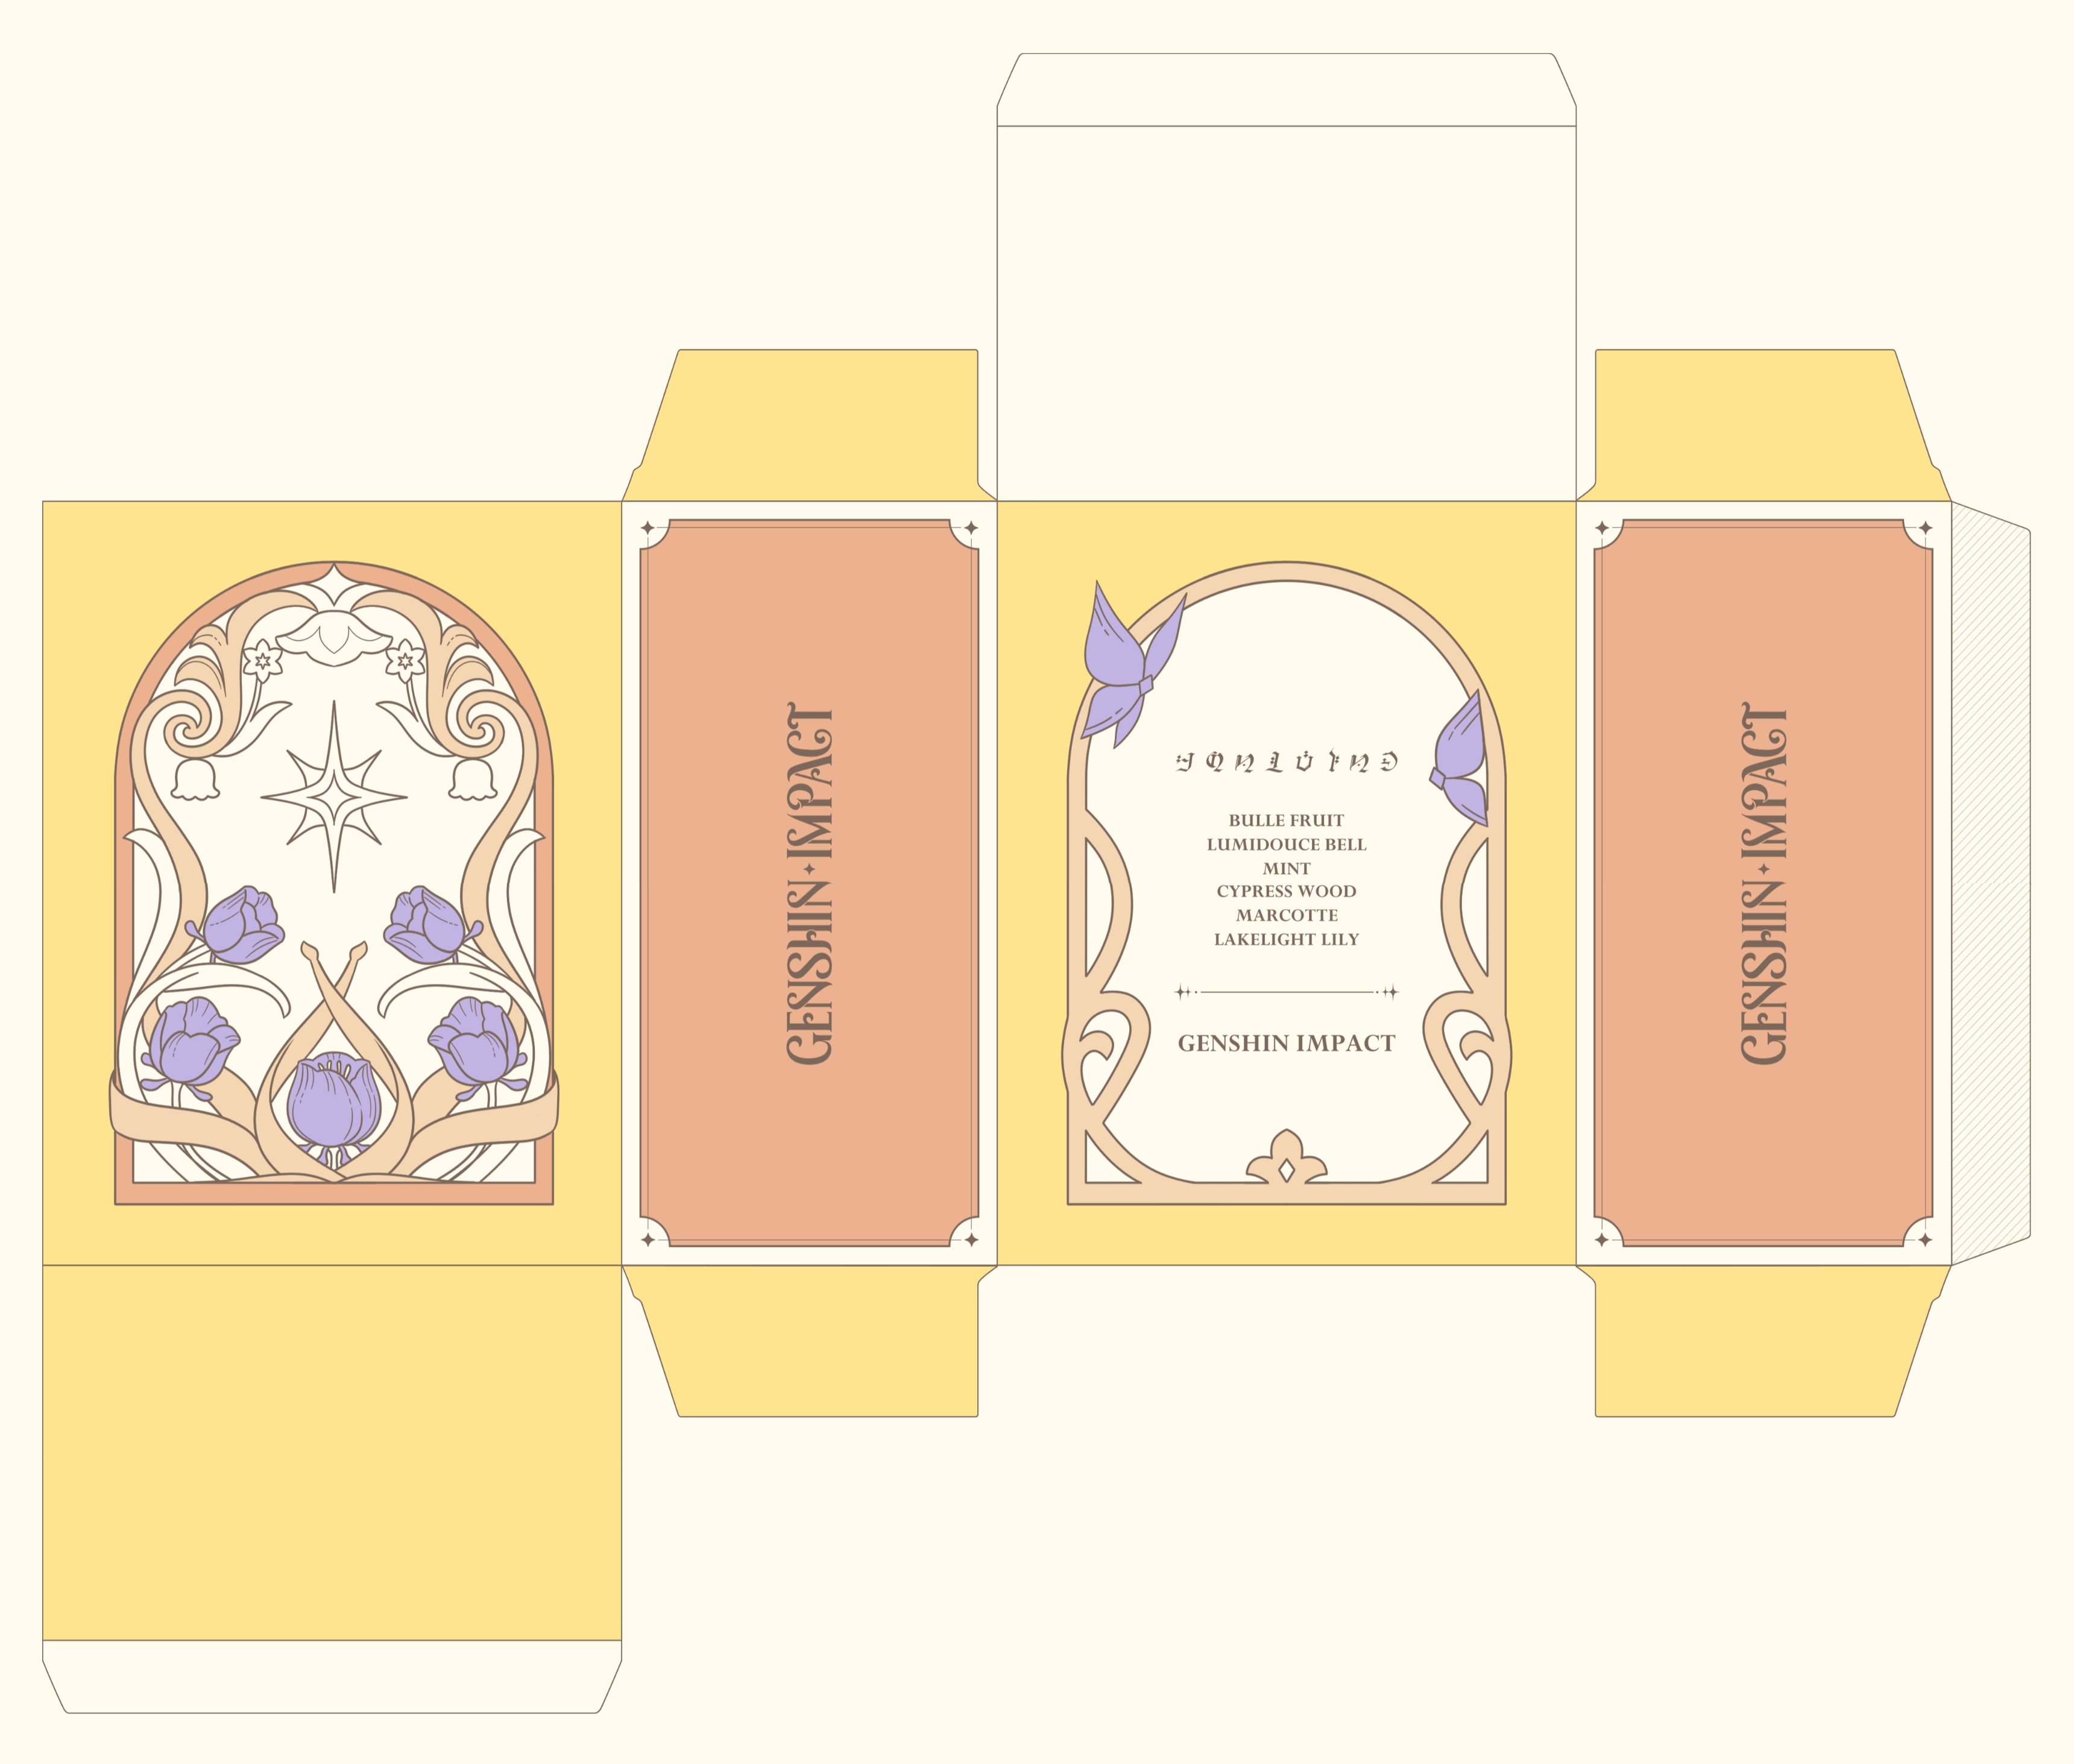 GENSHIN IMPACT
BULLE FRUIT
LUMIDOUCE BELL
MINT
CYPRESS WOOD
MARCOTTE
LAKELIGHT LILY
GENSHIN IMPACT
GENSHIN IMPACT